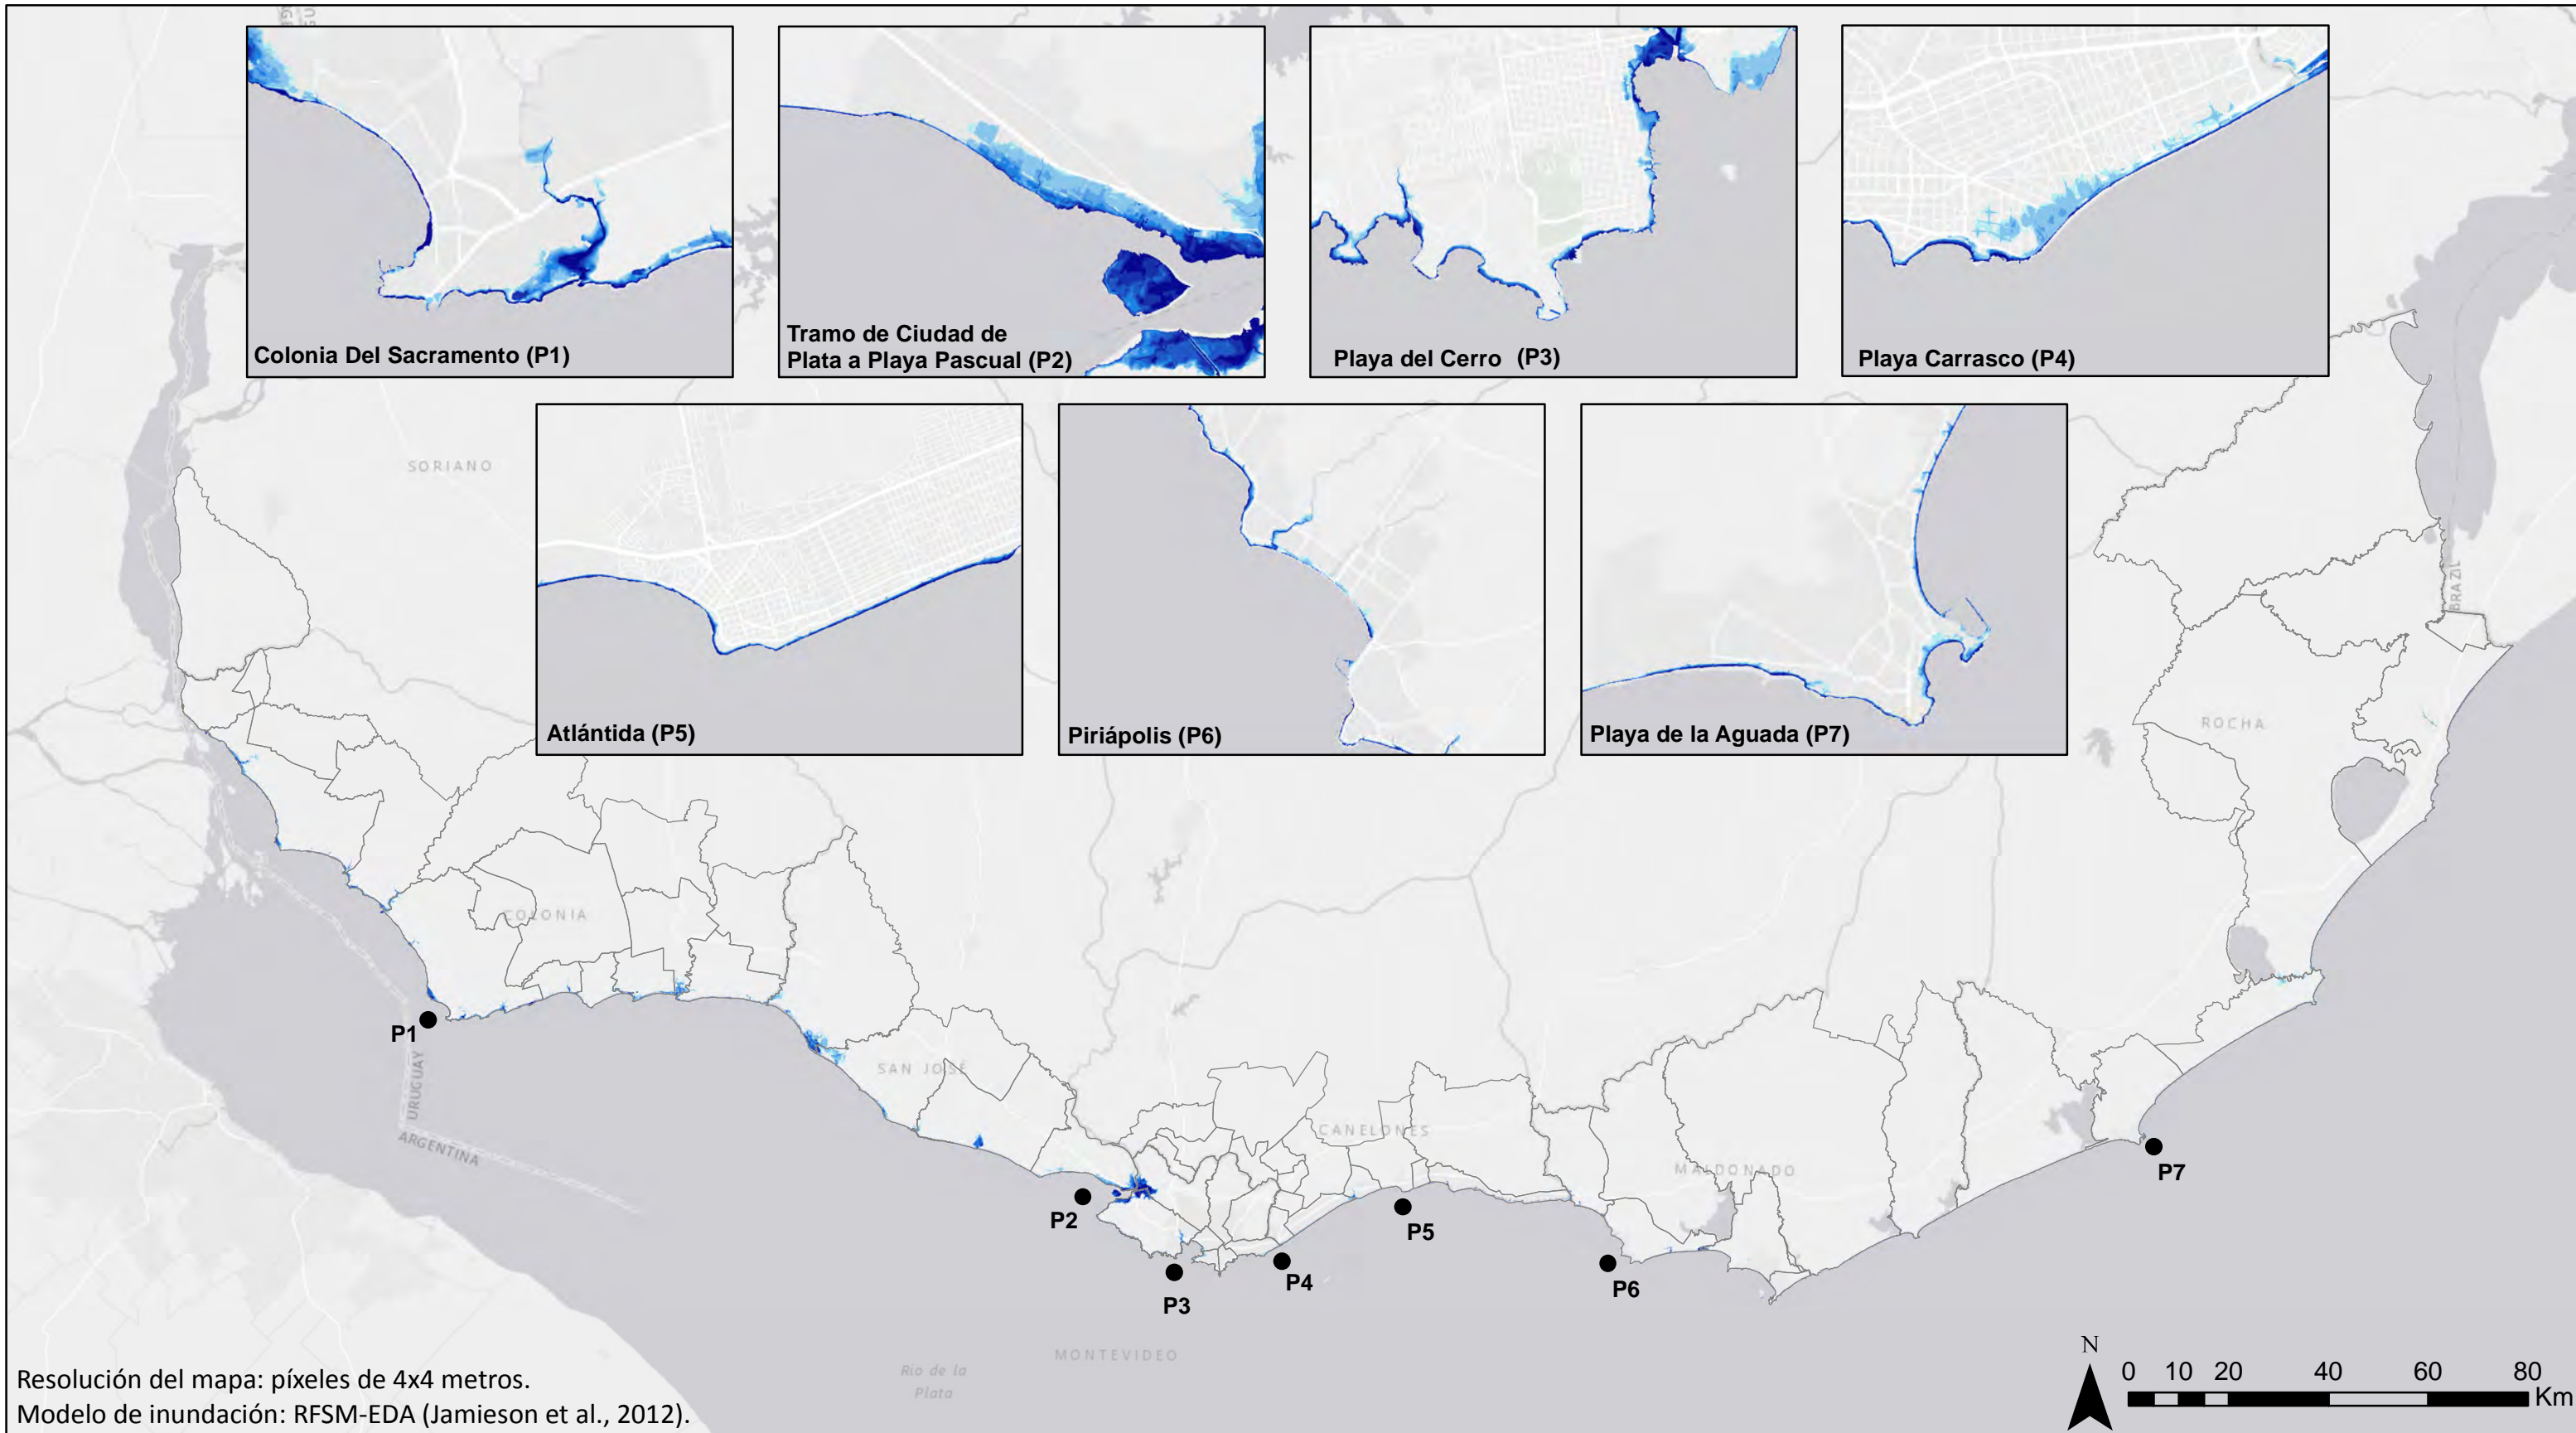 Colonia Del Sacramento (P1)
Tramo de Ciudad de
Plata a Playa Pascual (P2)
Playa del Cerro (P3)
Playa Carrasco (P4)
Atlántida (P5)
Piriápolis (P6)
Playa de la Aguada (P7)
SORIANO
BRAZIL
ROCHA
COLONIA
SAN JOSÉ
CANELONES
MALDONADO
P1
URUGUAY
ARGENTINA
P2
P3
P4
P5
P6
P7
MONTEVIDEO
Río de la
Plata
Resolución del mapa: píxeles de 4x4 metros.
Modelo de inundación: RFSM-EDA (Jamieson et al., 2012).
N
0 10 20 40 60 80
Km